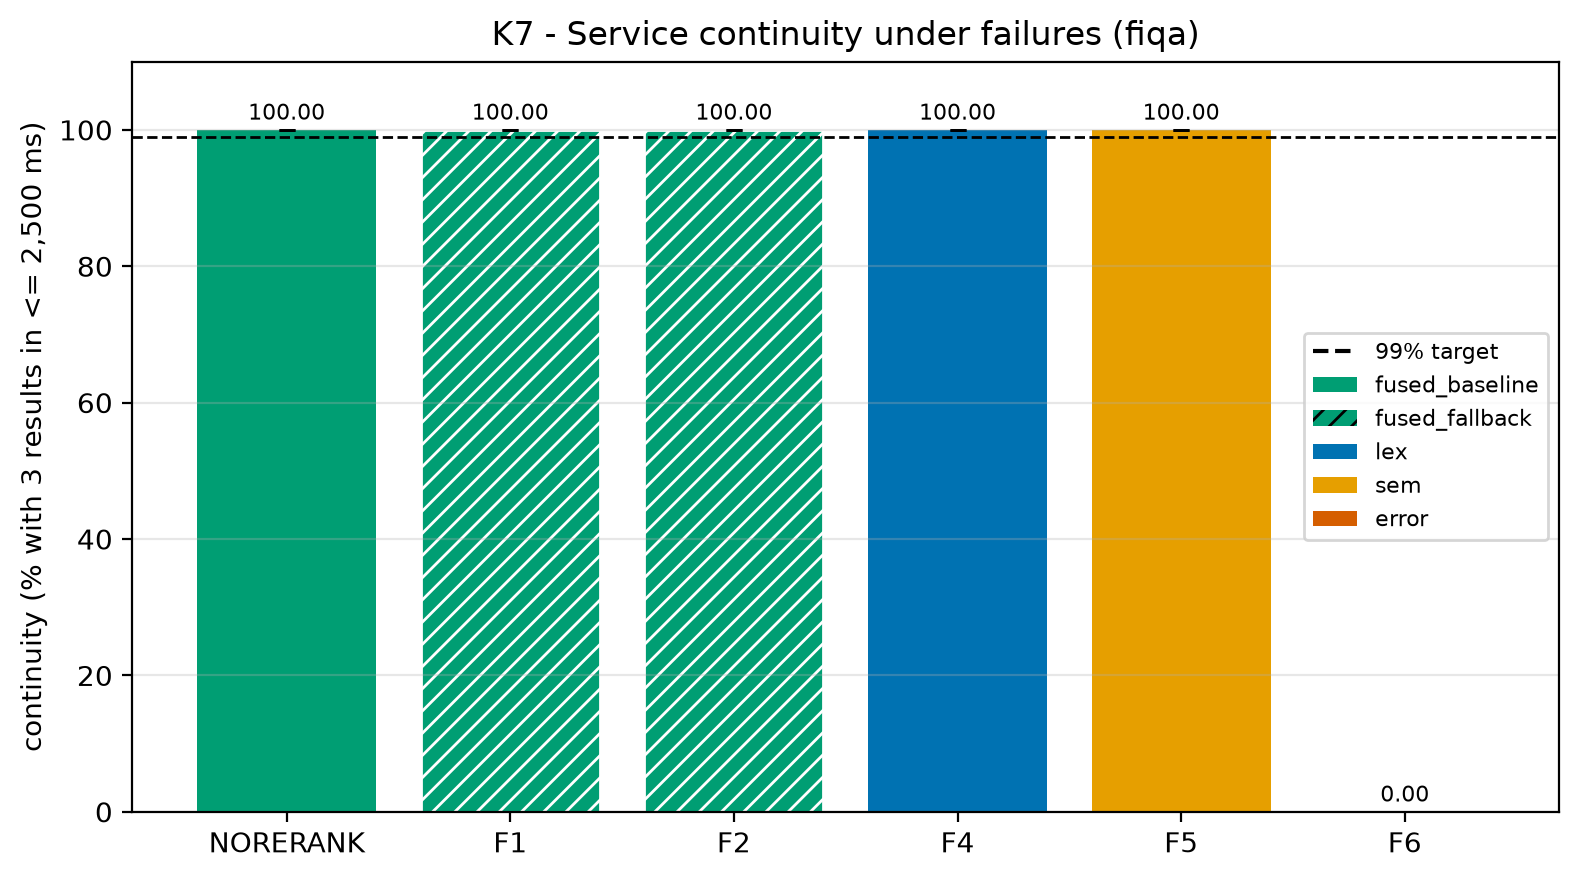 K7 - Service continuity under failures (fiqa)
continuity (% with 3 results in <= 2,500 ms)
100
80
60
40
20
0
100.00
100.00
100.00
100.00
100.00
0.00
99% target
fused_baseline
fused_fallback
lex
sem
error
NORERANK
F1
F2
F4
F5
F6